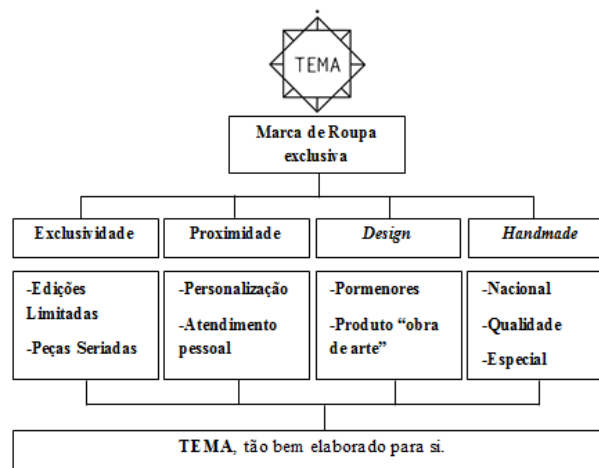 TEMA
Marca de Roupa
exclusiva
Exclusividade
Proximidade
Design
Handmade
-Edições
Limitadas
-Peças Seriadas
-Personalização
-Atendimento
pessoal
-Pormenores
-Produto “obra
de arte”
-Nacional
-Qualidade
-Especial
TEMA, tão bem elaborado para si.